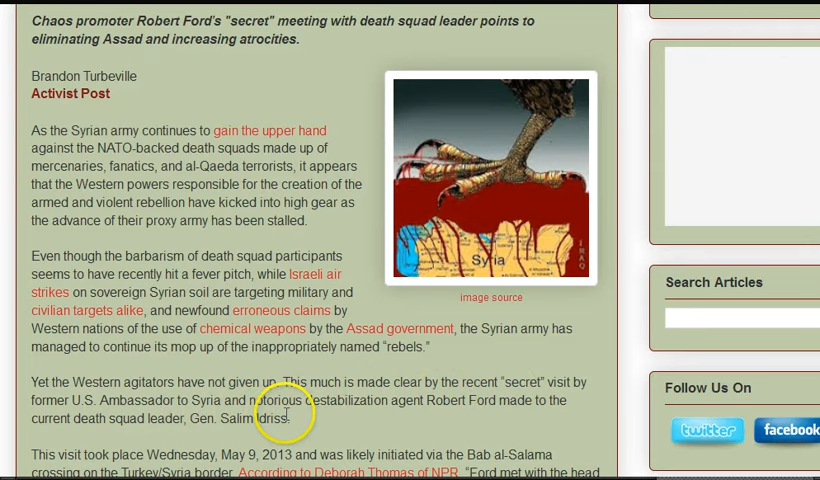 Chaos promoter Robert Ford's "secret" meeting with death squad leader points to
eliminating Assad and increasing atrocities.
Brandon Turbeville
Activist Post
As the Syrian army continues to gain the upper hand
against the NATO-backed death squads made up of
mercenaries, fanatics, and al-Qaeda terrorists, it appears
that the Western powers responsible for the creation of the
armed and violent rebellion have kicked into high gear as
the advance of their proxy army has been stalled.
Syria
IRAQ
image source
Even though the barbarism of death squad participants
seems to have recently hit a fever pitch, while Israeli air
strikes on sovereign Syrian soil are targeting military and
civilian targets alike, and newfound erroneous claims by
Western nations of the use of chemical weapons by the Assad government, the Syrian army has
managed to continue its mop up of the inappropriately named “rebels.”
Yet the Western agitators have not given up. This much is made clear by the recent “secret” visit by
former U.S. Ambassador to Syria and notorious destabilization agent Robert Ford made to the
current death squad leader, Gen. Salim Idriss.
This visit took place Wednesday, May 9, 2013 and was likely initiated via the Bab al-Salama
crossing on the Turkey/Syria border. According to Deborah Thomas of NPR, “Ford met with the head
Search Articles
Follow Us On
twitter
facebook